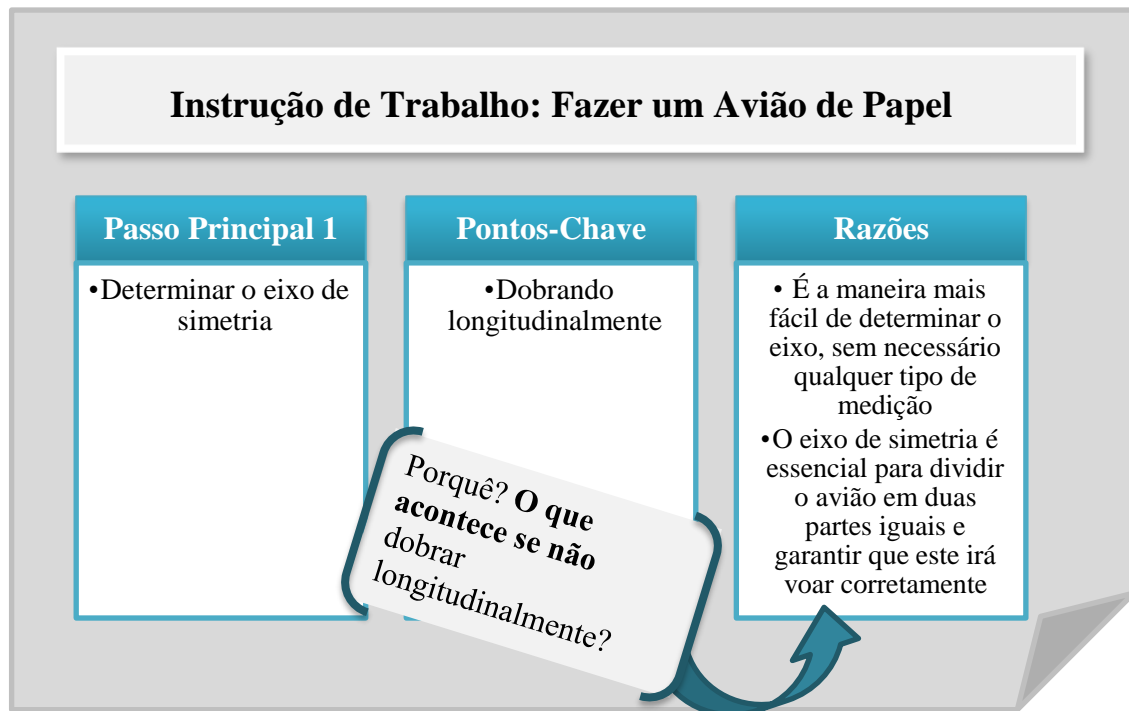 Instrução de Trabalho: Fazer um Avião de Papel
Passo Principal 1
•Determinar o eixo de
simetria
Pontos-Chave
•Dobrando
longitudinalmente
Porquê? O que
acontece se não
dobrar
longitudinalmente?
Razões
• É a maneira mais
fácil de determinar o
eixo, sem necessário
qualquer tipo de
medição
•O eixo de simetria é
essencial para dividir
o avião em duas
partes iguais e
garantir que este irá
voar corretamente